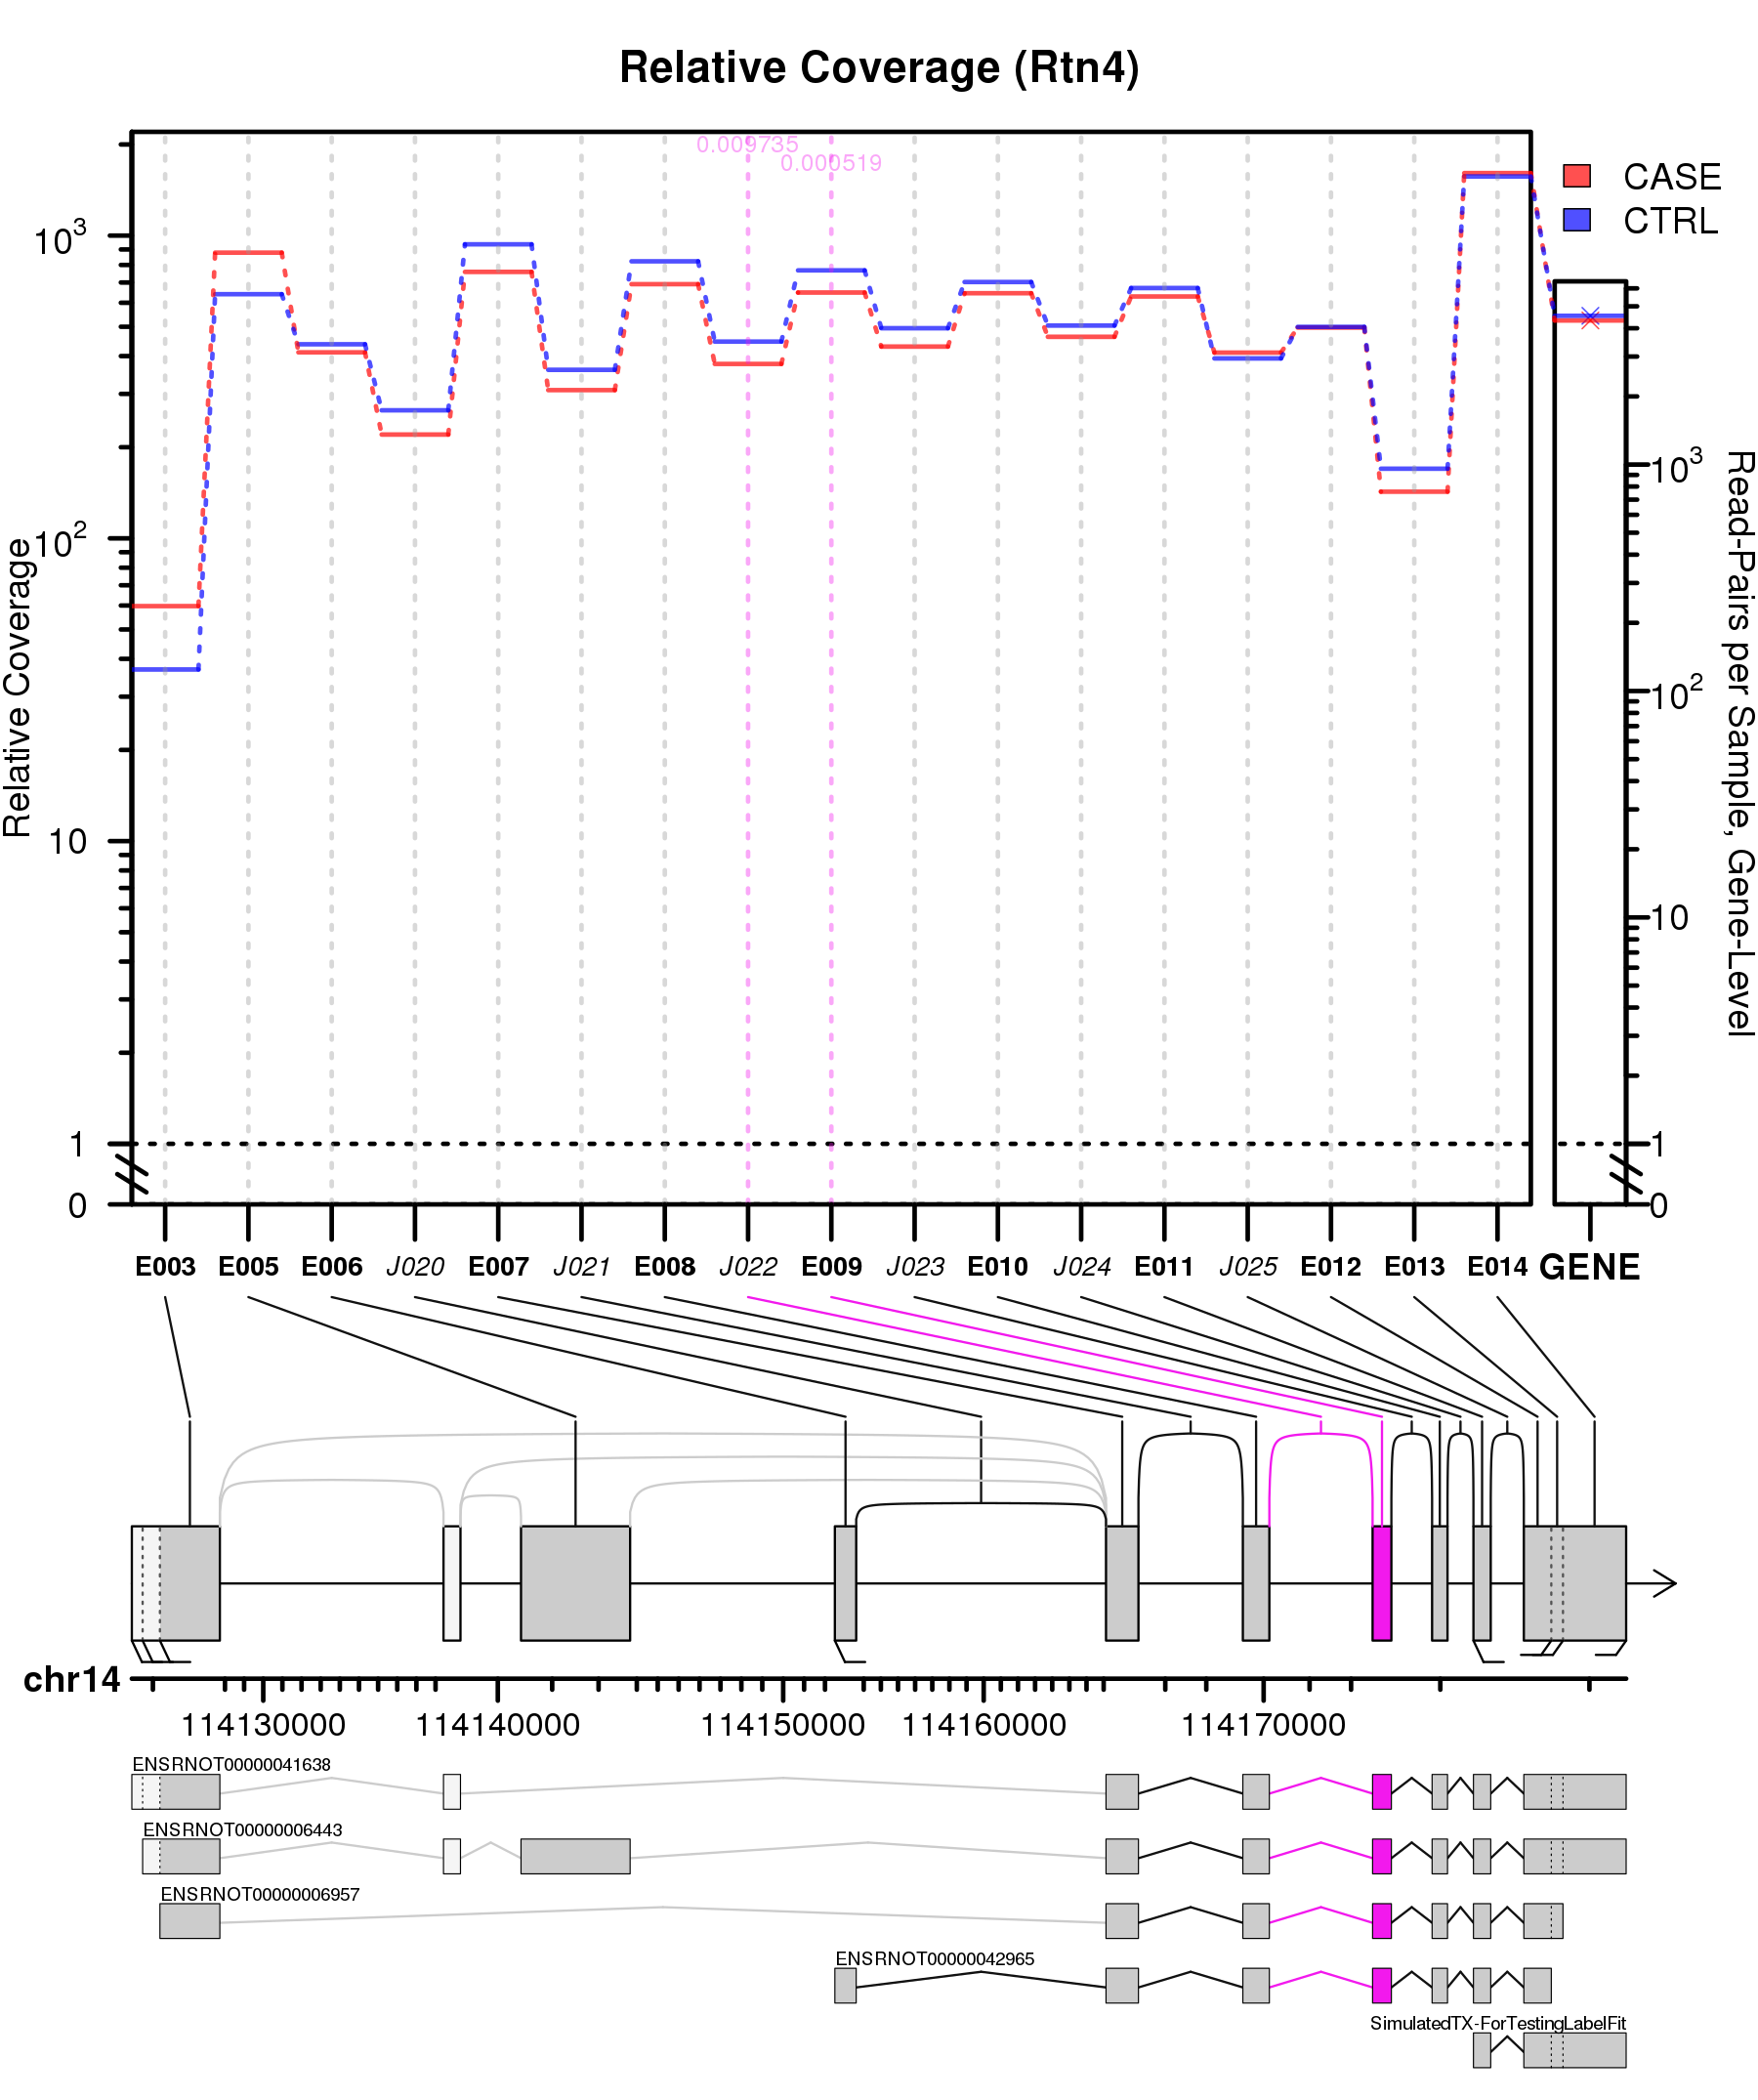 Relative Coverage (Rtn4)
0.009735
0.000519
CASE
CTRL
Relative Coverage
10³
10²
10
1
0
Read-Pairs per Sample, Gene-Level
10³
10²
10
1
0
E003 E005 E006 J020 E007 J021 E008 J022 E009 J023 E010 J024 E011 J025 E012 E013 E014 GENE
chr14
114130000 114140000 114150000 114160000 114170000
ENSRNOT00000041638
ENSRNOT00000006443
ENSRNOT00000006957
ENSRNOT00000042965
SimulatedTX-ForTestingLabelFit